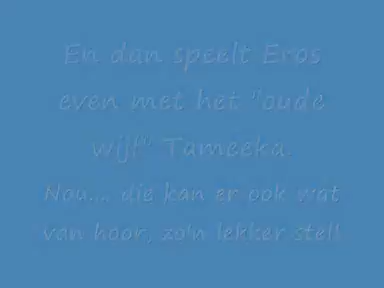 En dan speelt Eros
even met het "oude
wijf" Tameeka.
Nou.... die kan er ook wat
van hoor, zo'n lekker stel!